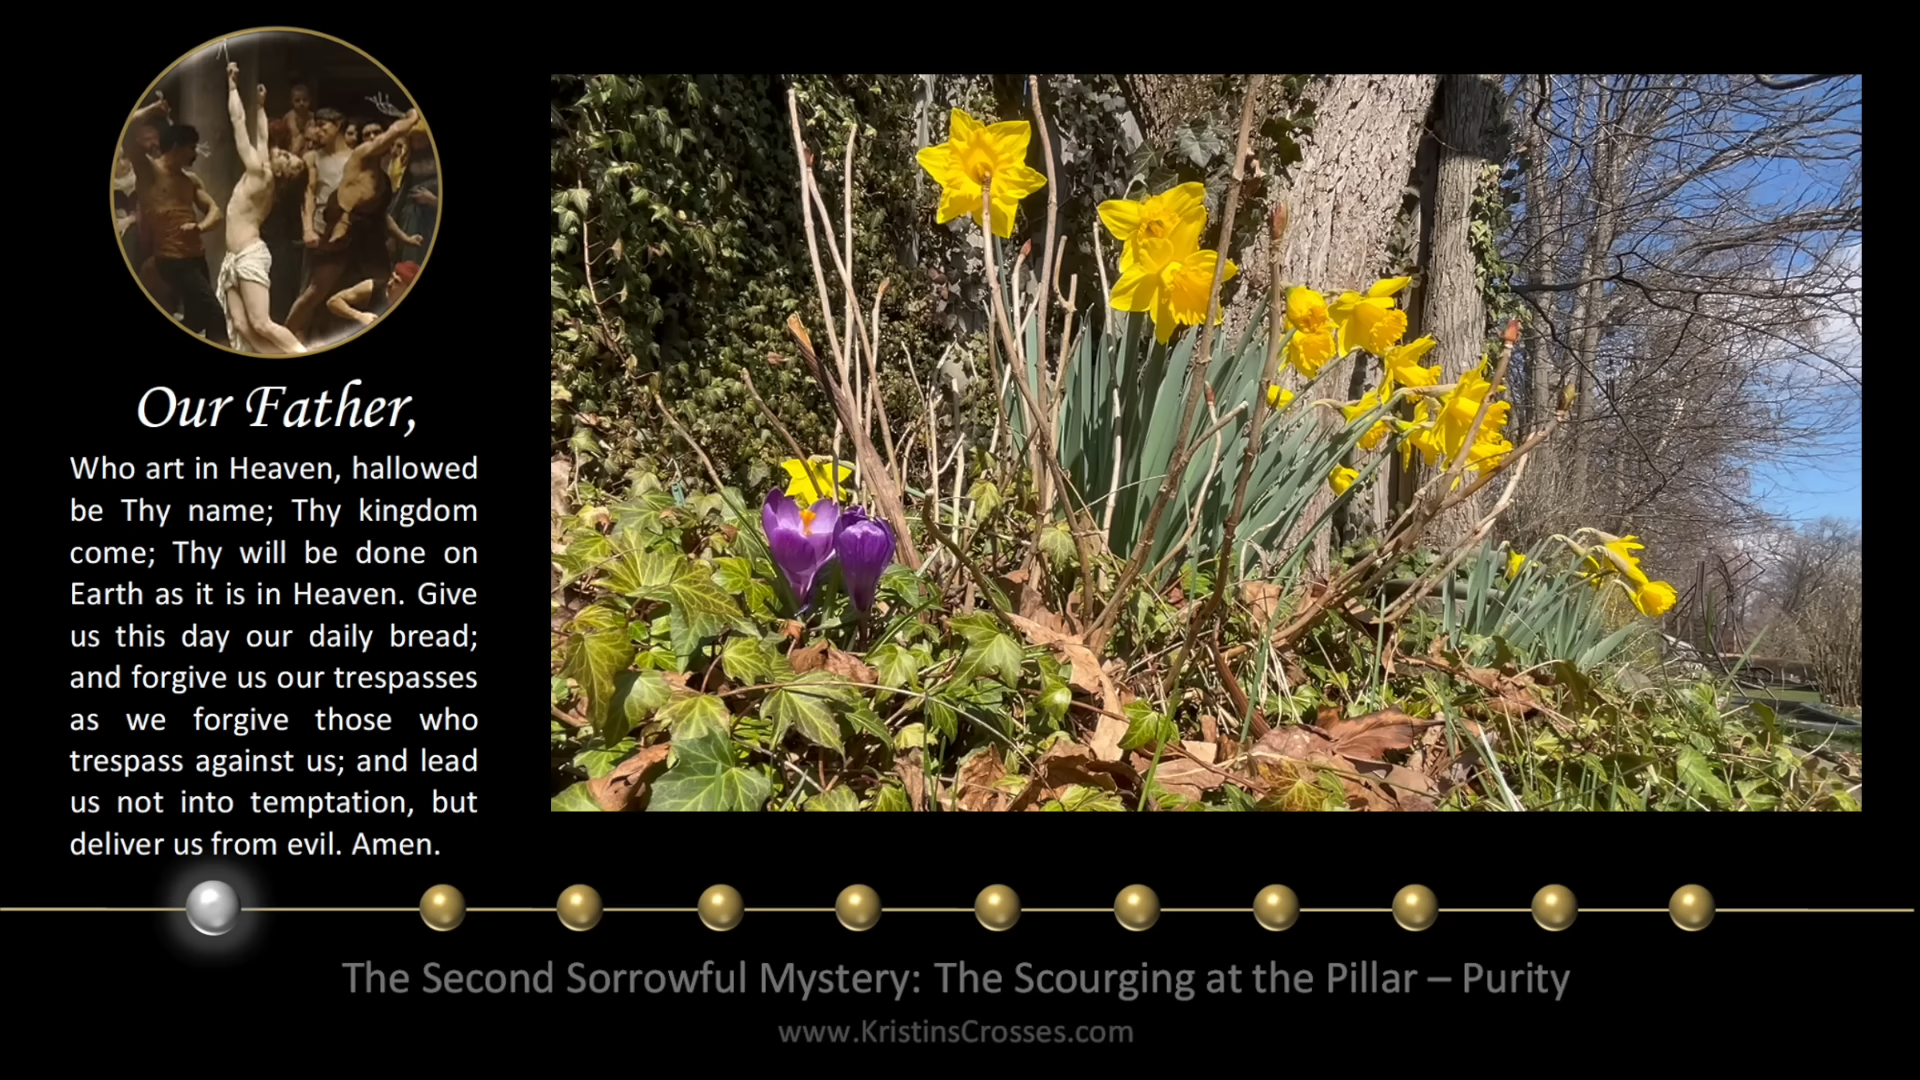 Our Father,
Who art in Heaven, hallowed
be Thy name; Thy kingdom
come; Thy will be done on
Earth as it is in Heaven. Give
us this day our daily bread;
and forgive us our trespasses
as we forgive those who
trespass against us; and lead
us not into temptation, but
deliver us from evil. Amen.
The Second Sorrowful Mystery: The Scourging at the Pillar – Purity
www.KristinsCrosses.com